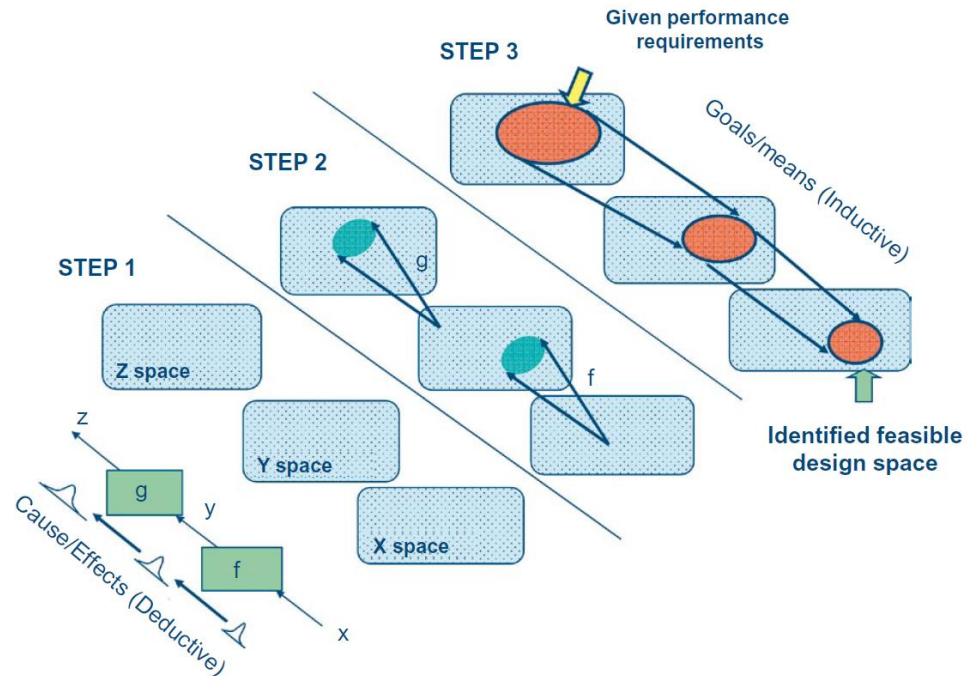 Given performance
requirements
STEP 3
Goals/means (Inductive)
STEP 2
g
STEP 1
f
Z space
Identified feasible
design space
z
Y space
g
y
X space
f
Cause/Effects (Deductive)
x